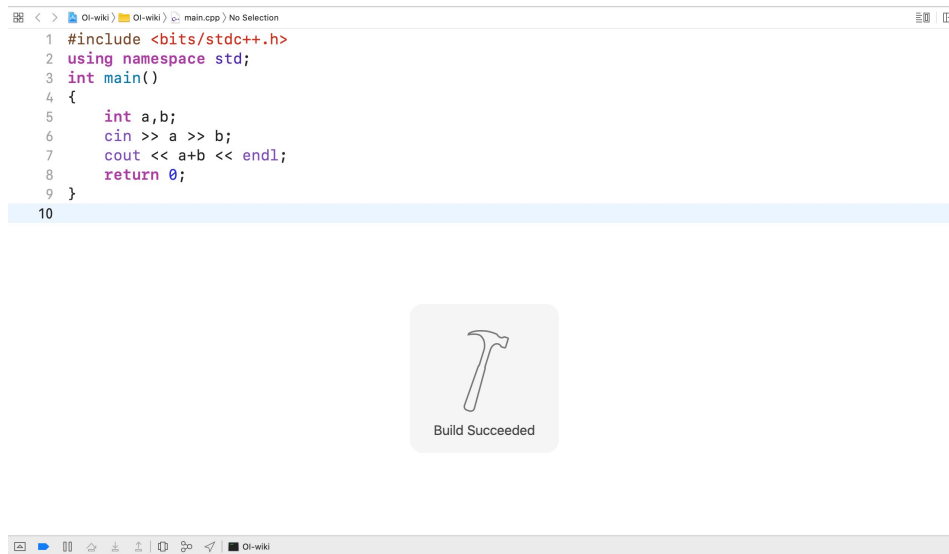 OI-wiki 〉 OI-wiki 〉 main.cpp 〉 No Selection
1 #include <bits/stdc++.h>
2 using namespace std;
3 int main()
4 {
5     int a,b;
6     cin >> a >> b;
7     cout << a+b << endl;
8     return 0;
9 }
10
Build Succeeded
OI-wiki